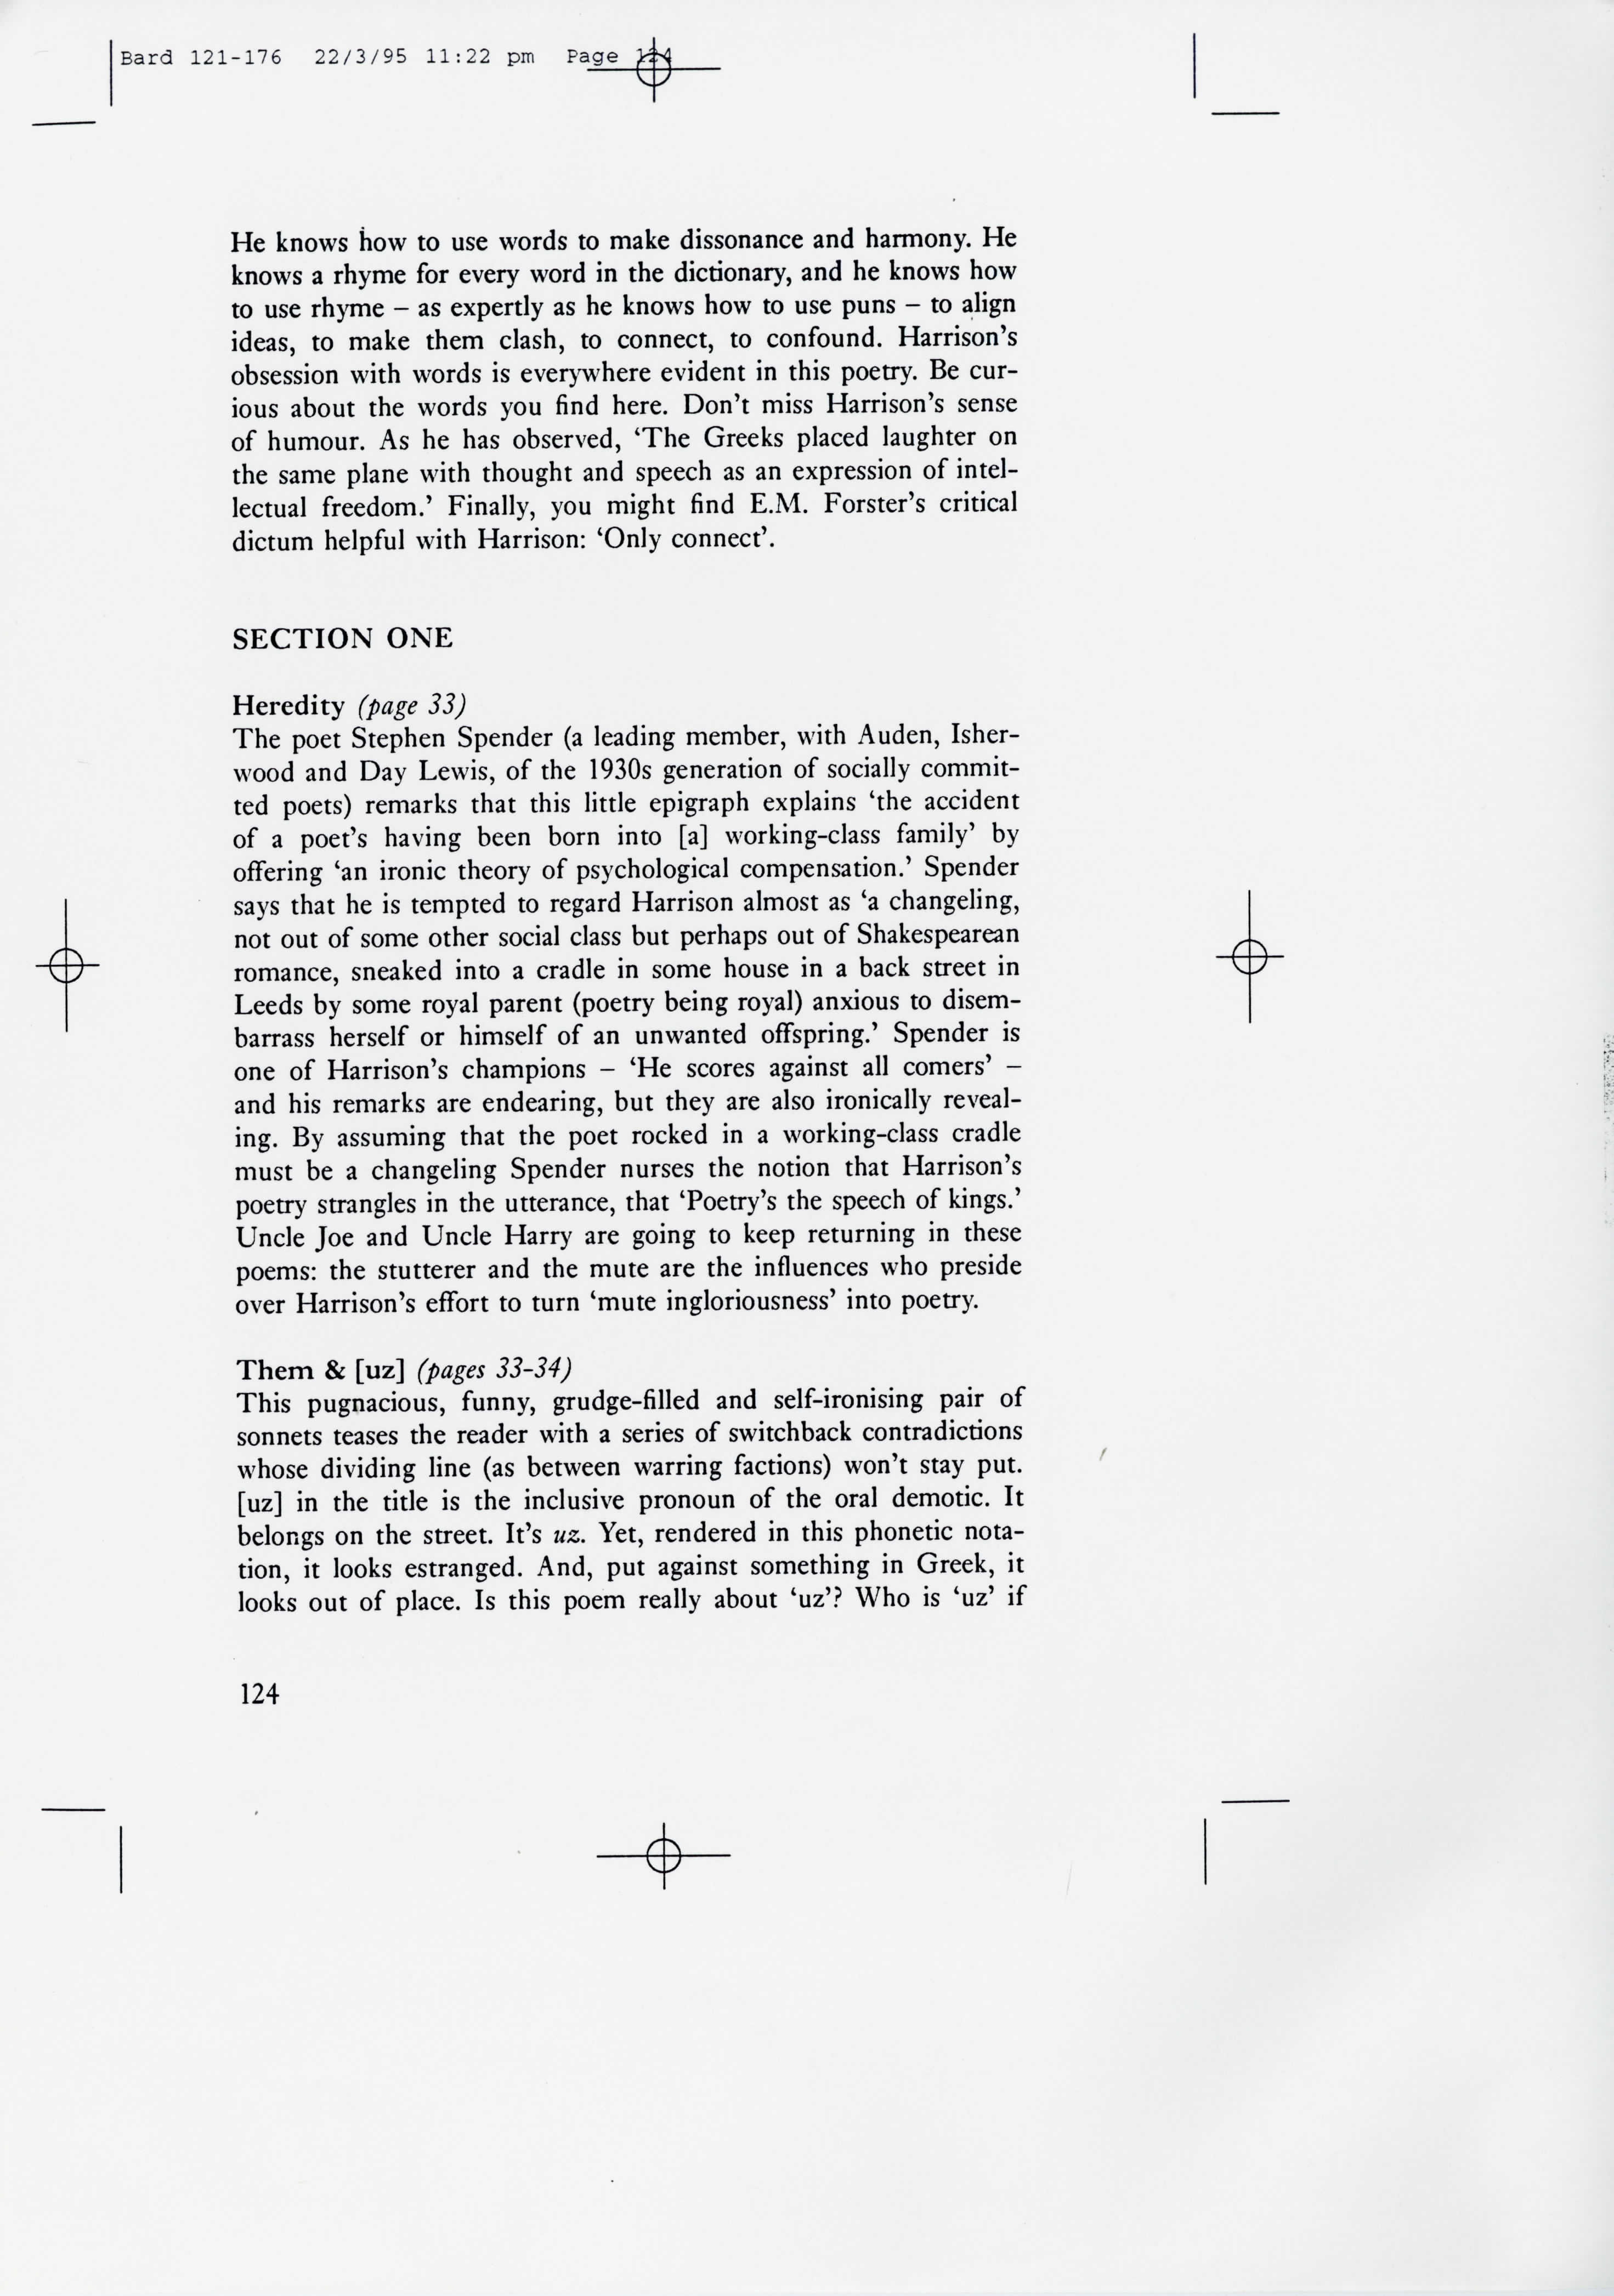 Bard 121-176 22/3/95 11:22 pm Page 124
He knows how to use words to make dissonance and harmony. He
knows a rhyme for every word in the dictionary, and he knows how
to use rhyme – as expertly as he knows how to use puns – to align
ideas, to make them clash, to connect, to confound. Harrison’s
obsession with words is everywhere evident in this poetry. Be cur-
ious about the words you find here. Don’t miss Harrison’s sense
of humour. As he has observed, ‘The Greeks placed laughter on
the same plane with thought and speech as an expression of intel-
lectual freedom.’ Finally, you might find E.M. Forster’s critical
dictum helpful with Harrison: ‘Only connect’.
SECTION ONE
Heredity (page 33)
The poet Stephen Spender (a leading member, with Auden, Isher-
wood and Day Lewis, of the 1930s generation of socially commit-
ted poets) remarks that this little epigraph explains ‘the accident
of a poet’s having been born into [a] working-class family’ by
offering ‘an ironic theory of psychological compensation.’ Spender
says that he is tempted to regard Harrison almost as ‘a changeling,
not out of some other social class but perhaps out of Shakespearean
romance, sneaked into a cradle in some house in a back street in
Leeds by some royal parent (poetry being royal) anxious to disem-
barrass herself or himself of an unwanted offspring.’ Spender is
one of Harrison’s champions – ‘He scores against all comers’ –
and his remarks are endearing, but they are also ironically reveal-
ing. By assuming that the poet rocked in a working-class cradle
must be a changeling Spender nurses the notion that Harrison’s
poetry strangles in the utterance, that ‘Poetry’s the speech of kings.’
Uncle Joe and Uncle Harry are going to keep returning in these
poems: the stutterer and the mute are the influences who preside
over Harrison’s effort to turn ‘mute ingloriousness’ into poetry.
Them & [uz] (pages 33-34)
This pugnacious, funny, grudge-filled and self-ironising pair of
sonnets teases the reader with a series of switchback contradictions
whose dividing line (as between warring factions) won’t stay put.
[uz] in the title is the inclusive pronoun of the oral demotic. It
belongs on the street. It’s uz. Yet, rendered in this phonetic nota-
tion, it looks estranged. And, put against something in Greek, it
looks out of place. Is this poem really about ‘uz’? Who is ‘uz’ if
124